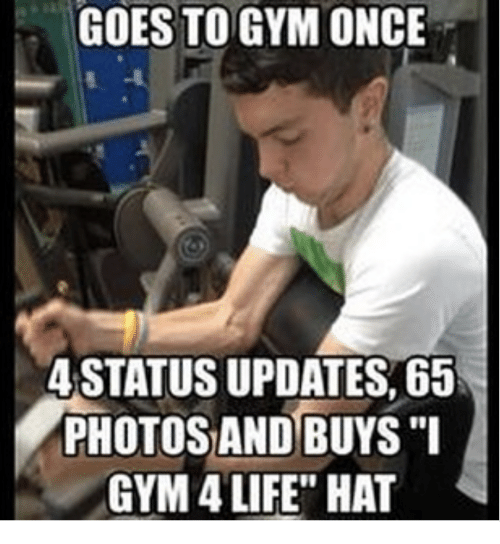 GOES TO GYM ONCE
4 STATUS UPDATES, 65
PHOTOS AND BUYS "I
GYM 4 LIFE" HAT